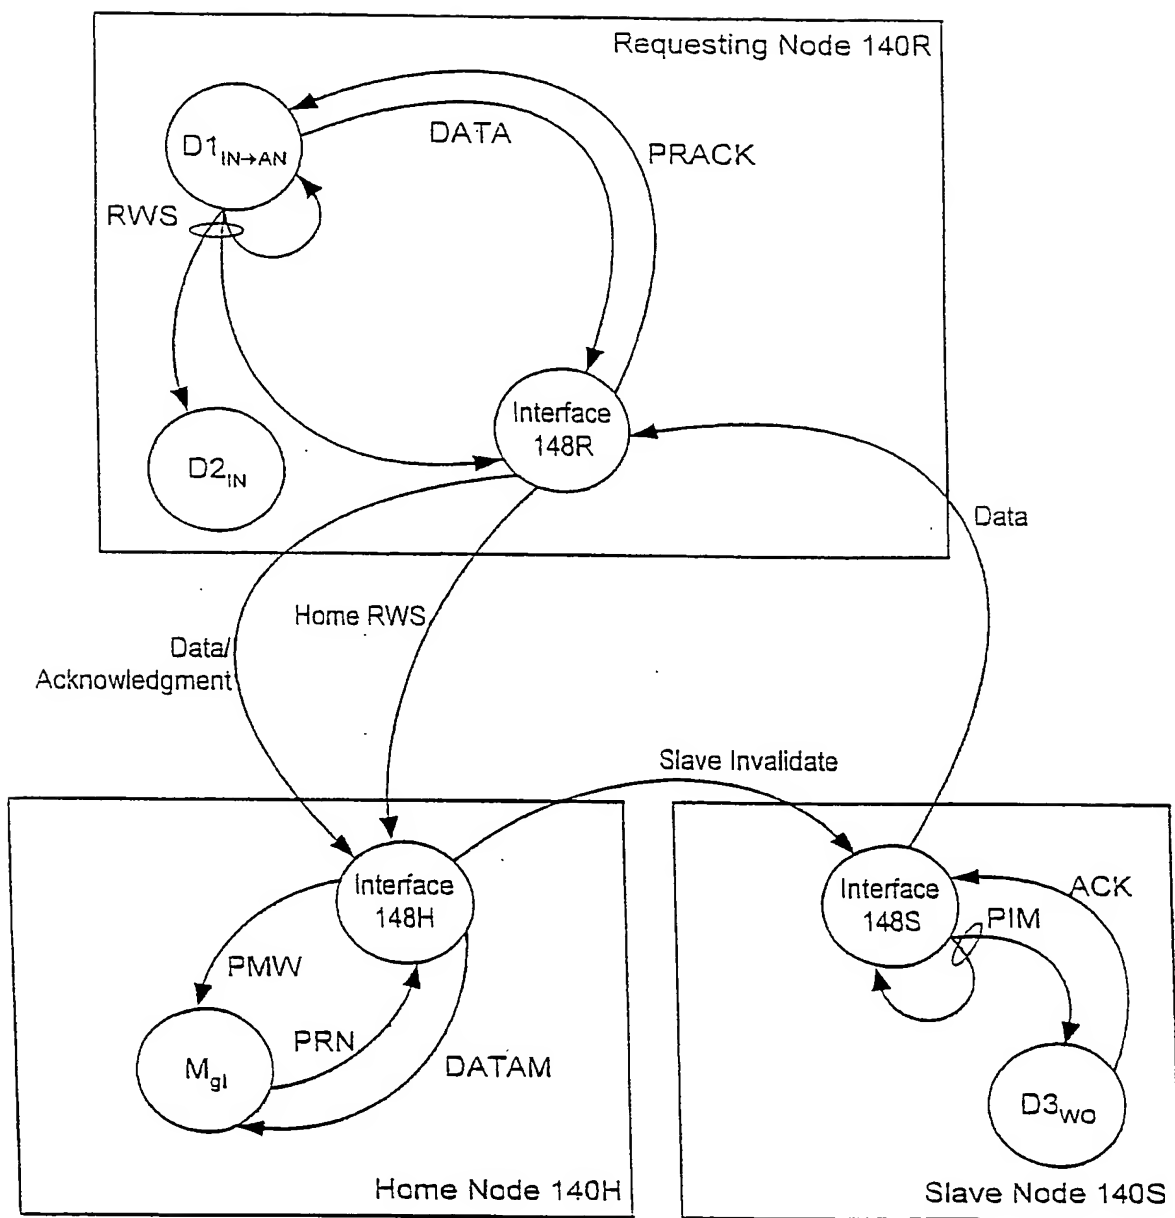 Requesting Node 140R
D1IN→AN
DATA
PRACK
RWS
Interface
148R
D2IN
Data
Home RWS
Data/
Acknowledgment
Slave Invalidate
Interface
148H
Interface
148S
ACK
PIM
PMW
PRN
DATAM
Mgl
D3WO
Home Node 140H
Slave Node 140S